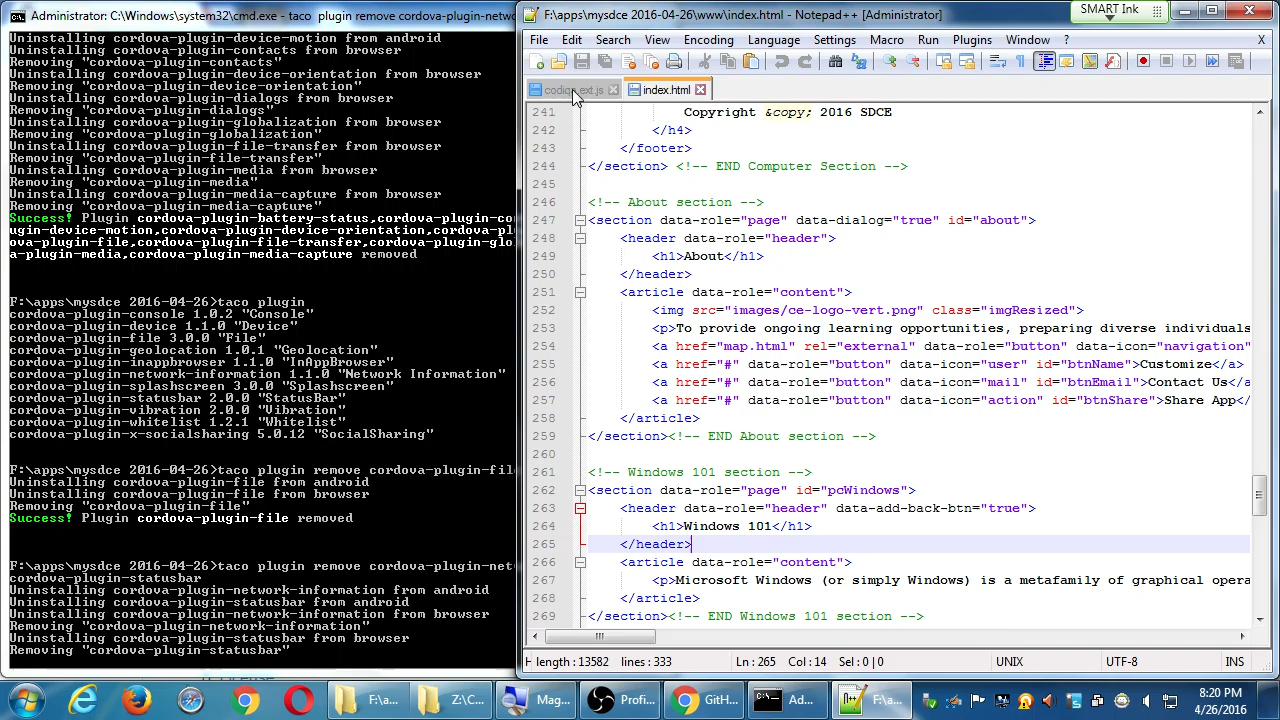 Administrator: C:\Windows\system32\cmd.exe - taco  plugin remove cordova-plugin-netwo
Uninstalling cordova-plugin-device-motion from android
Uninstalling cordova-plugin-contacts from browser
Removing "cordova-plugin-contacts"
Uninstalling cordova-plugin-device-orientation from browser
Removing "cordova-plugin-device-orientation"
Uninstalling cordova-plugin-dialogs from browser
Removing "cordova-plugin-dialogs"
Uninstalling cordova-plugin-globalization from browser
Removing "cordova-plugin-globalization"
Uninstalling cordova-plugin-file-transfer from browser
Removing "cordova-plugin-file-transfer"
Uninstalling cordova-plugin-media from browser
Removing "cordova-plugin-media"
Uninstalling cordova-plugin-media-capture from browser
Removing "cordova-plugin-media-capture"
Success! Plugin cordova-plugin-battery-status,cordova-plugin-co
ugin-device-motion,cordova-plugin-device-orientation,cordova-pl
ova-plugin-file,cordova-plugin-file-transfer,cordova-plugin-glo
a-plugin-media,cordova-plugin-media-capture removed
F:\apps\mysdce 2016-04-26>taco plugin
cordova-plugin-console 1.0.2 "Console"
cordova-plugin-device 1.1.0 "Device"
cordova-plugin-file 3.0.0 "File"
cordova-plugin-geolocation 1.0.1 "Geolocation"
cordova-plugin-inappbrowser 1.1.0 "InAppBrowser"
cordova-plugin-network-information 1.1.0 "Network Information"
cordova-plugin-splashscreen 3.0.0 "Splashscreen"
cordova-plugin-statusbar 2.0.0 "StatusBar"
cordova-plugin-vibration 2.0.0 "Vibration"
cordova-plugin-whitelist 1.2.1 "Whitelist"
cordova-plugin-x-socialsharing 5.0.12 "SocialSharing"
F:\apps\mysdce 2016-04-26>taco plugin remove cordova-plugin-file
Uninstalling cordova-plugin-file from android
Uninstalling cordova-plugin-file from browser
Removing "cordova-plugin-file"
Success! Plugin cordova-plugin-file removed
F:\apps\mysdce 2016-04-26>taco plugin remove cordova-plugin-net
cordova-plugin-statusbar
Uninstalling cordova-plugin-network-information from android
Uninstalling cordova-plugin-statusbar from android
Uninstalling cordova-plugin-network-information from browser
Removing "cordova-plugin-network-information"
Uninstalling cordova-plugin-statusbar from browser
Removing "cordova-plugin-statusbar"
F:\apps\mysdce 2016-04-26\www\index.html - Notepad++ [Administrator]
SMART Ink
File Edit Search View Encoding Language Settings Macro Run Plugins Window ? X
ext.js index.html
241 Copyright &copy; 2016 SDCE
242 </h4>
243 </footer>
244 </section> <!-- END Computer Section -->
245
246 <!-- About section -->
247 <section data-role="page" data-dialog="true" id="about">
248 <header data-role="header">
249 <h1>About</h1>
250 </header>
251 <article data-role="content">
252 <img src="images/ce-logo-vert.png" class="imgResized">
253 <p>To provide ongoing learning opportunities, preparing diverse individuals
254 <a href="map.html" rel="external" data-role="button" data-icon="navigation"
255 <a href="#" data-role="button" data-icon="user" id="btnName">Customize</a>
256 <a href="#" data-role="button" data-icon="mail" id="btnEmail">Contact Us</a
257 <a href="#" data-role="button" data-icon="action" id="btnShare">Share App</
258 </article>
259 </section><!-- END About section -->
260
261 <!-- Windows 101 section -->
262 <section data-role="page" id="pcWindows">
263 <header data-role="header" data-add-back-btn="true">
264 <h1>Windows 101</h1>
265 </header>
266 <article data-role="content">
267 <p>Microsoft Windows (or simply Windows) is a metafamily of graphical opera
268 </article>
269 </section><!-- END Windows 101 section -->
H length : 13582 lines : 333 Ln : 265 Col : 14 Sel : 0 | 0 UNIX UTF-8 INS
F:\a... Z:\C... Mag... Profi... GitH... Ad... F:\a...
8:20 PM
4/26/2016